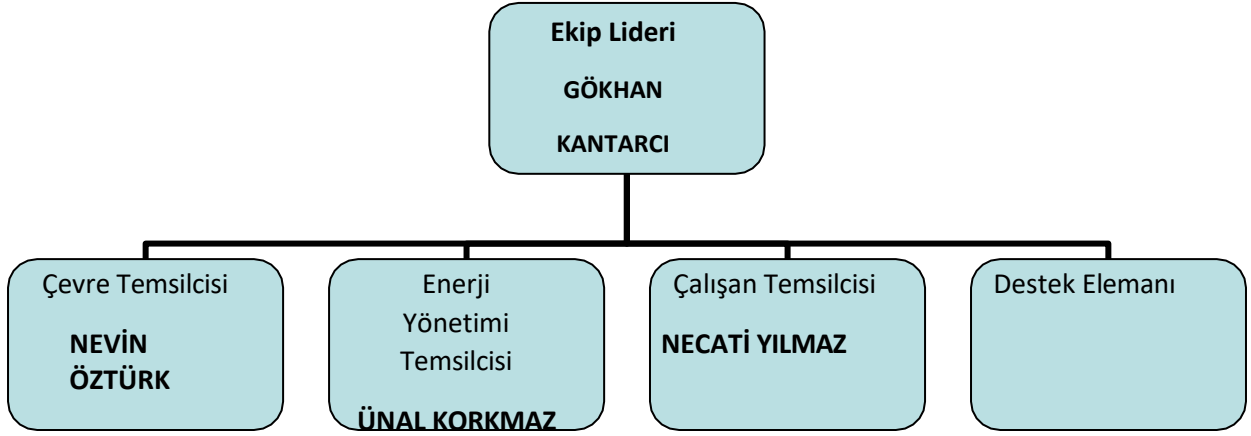 Ekip Lideri
GÖKHAN
KANTARCI
Çevre Temsilcisi
NEVİN
ÖZTÜRK
Enerji
Yönetimi
Temsilcisi
ÜNAL KORKMAZ
Çalışan Temsilcisi
NECATİ YILMAZ
Destek Elemanı